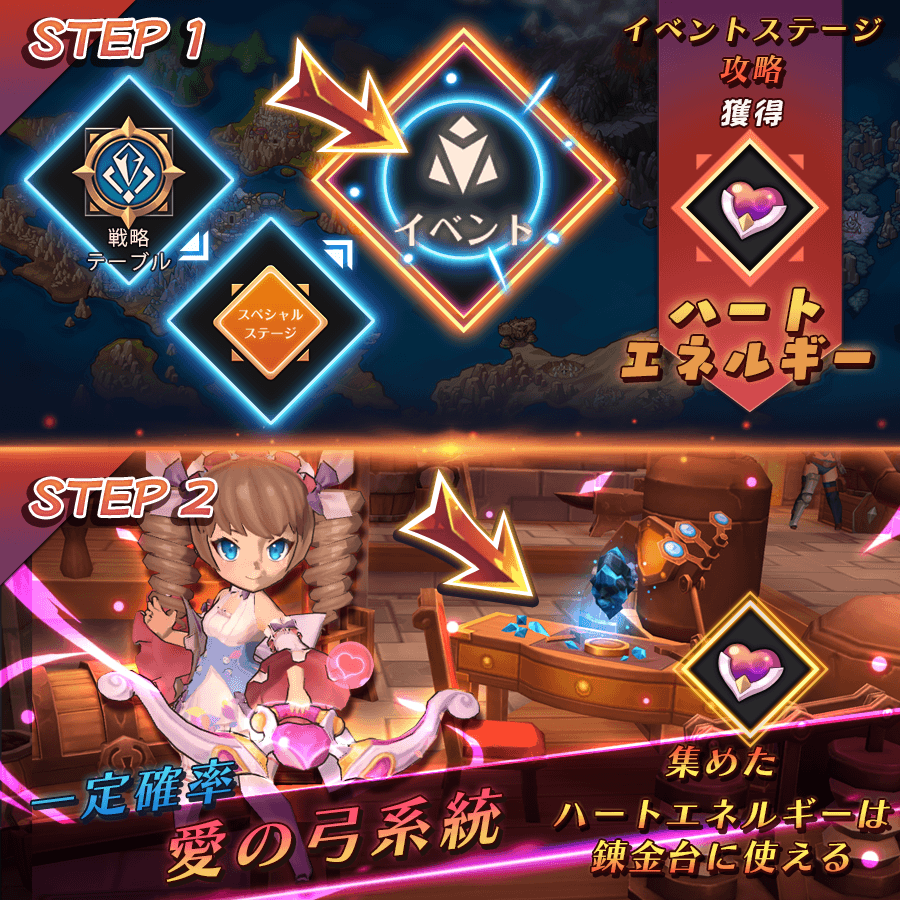 STEP 1
戦略
テーブル
スペシャル
ステージ
イベント
イベントステージ
攻略
獲得
ハート
エネルギー
STEP 2
一定確率
愛の弓系統
集めた
ハートエネルギーは
錬金台に使える